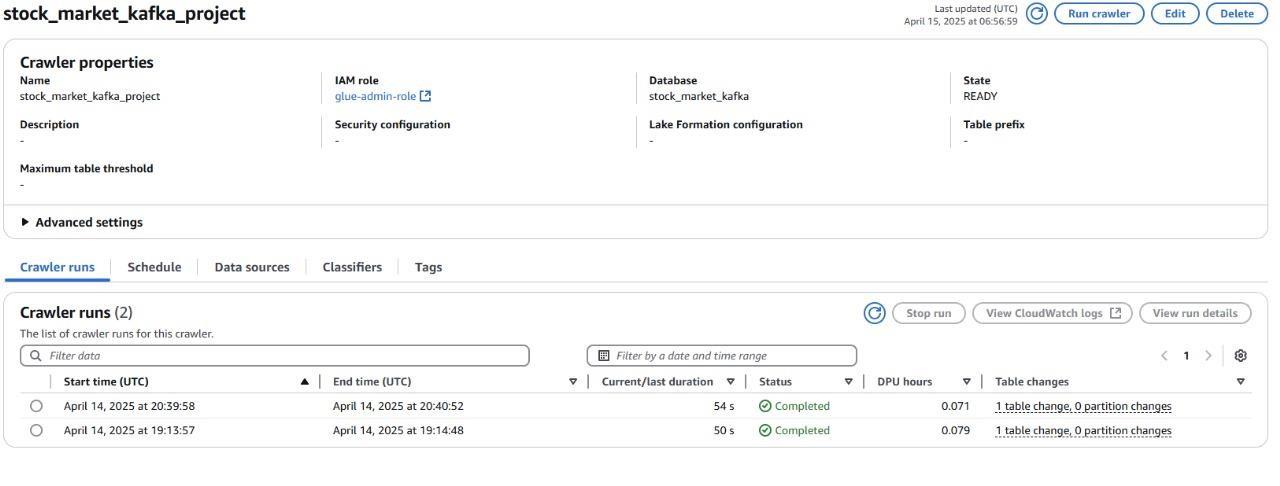 stock_market_kafka_project
Last updated (UTC)
April 15, 2025 at 06:56:59
Run crawler
Edit
Delete
Crawler properties
Name
IAM role
Database
State
stock_market_kafka_project
glue-admin-role
stock_market_kafka
READY
Description
Security configuration
Lake Formation configuration
Table prefix
-
-
-
-
Maximum table threshold
-
Advanced settings
Crawler runs
Schedule
Data sources
Classifiers
Tags
Crawler runs (2)
Stop run
View CloudWatch logs
View run details
The list of crawler runs for this crawler.
Filter data
Filter by a date and time range
1
Start time (UTC)
End time (UTC)
Current/last duration
Status
DPU hours
Table changes
April 14, 2025 at 20:39:58
April 14, 2025 at 20:40:52
54 s
Completed
0.071
1 table change, 0 partition changes
April 14, 2025 at 19:13:57
April 14, 2025 at 19:14:48
50 s
Completed
0.079
1 table change, 0 partition changes